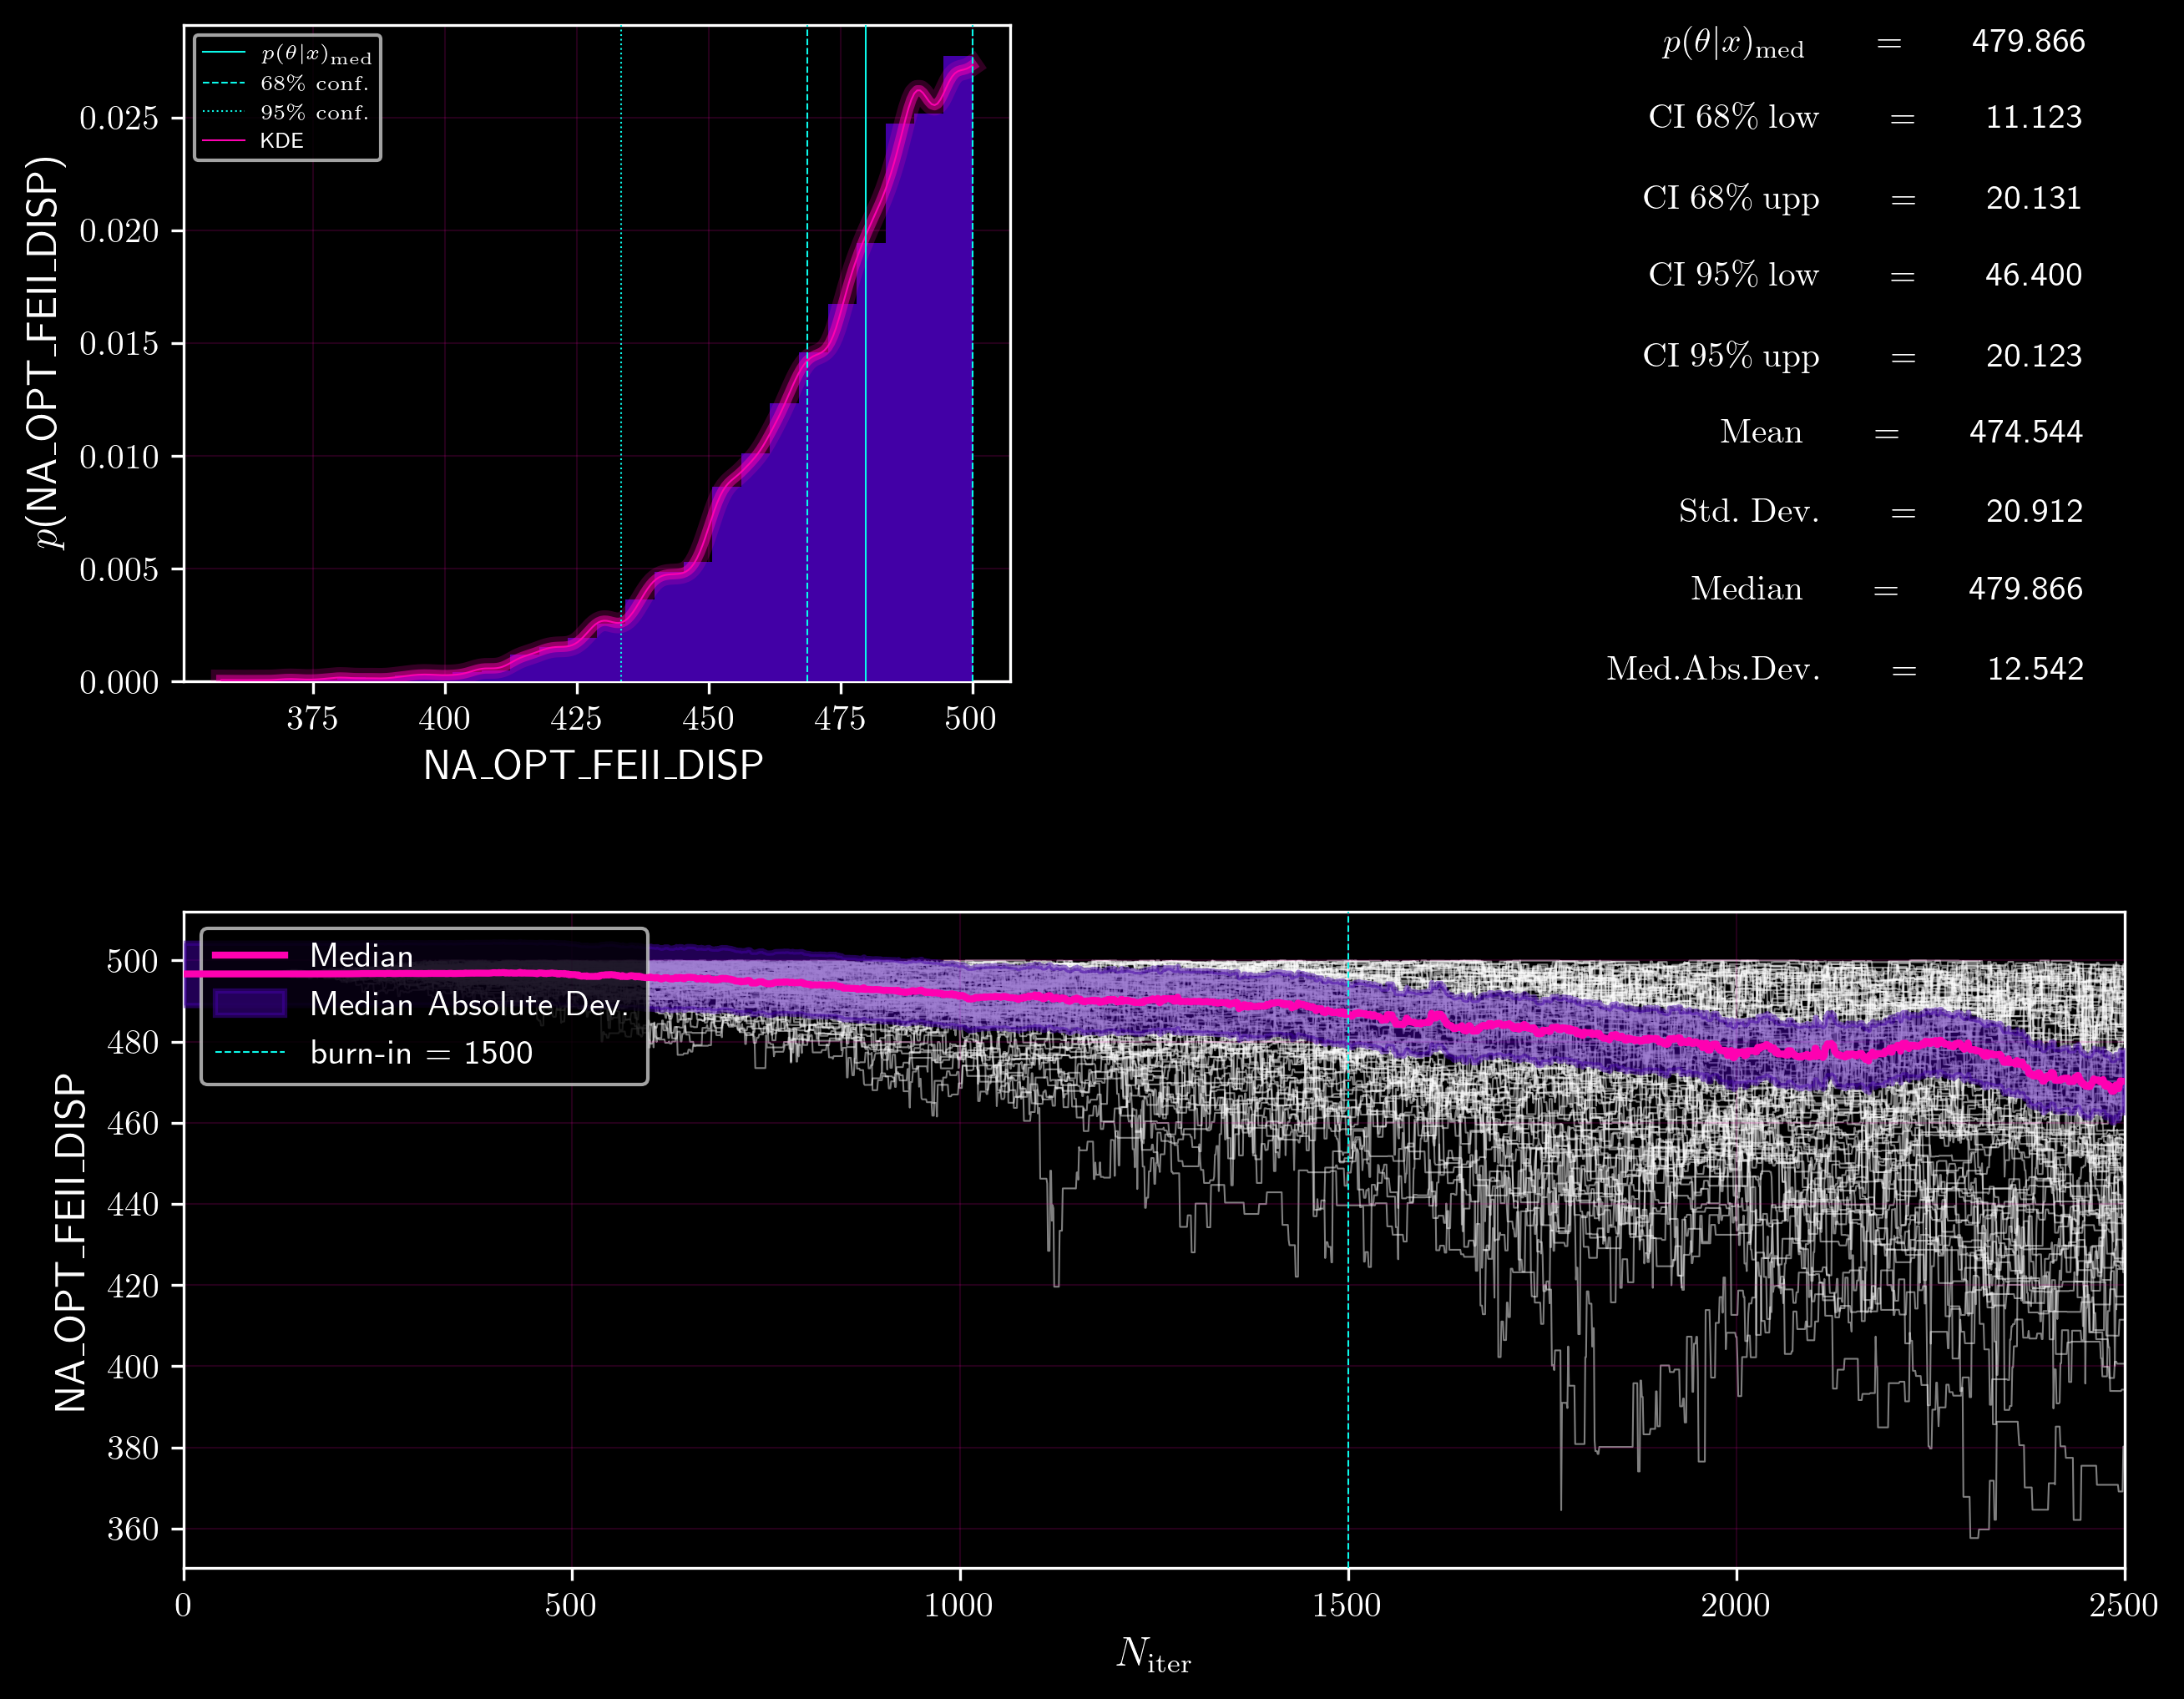 p(θ|x)med
68% conf.
95% conf.
KDE
0.025
0.020
0.015
0.010
0.005
0.000
p(NA_OPT_FEII_DISP)
375 400 425 450 475 500
NA_OPT_FEII_DISP
p(θ|x)med = 479.866
CI 68% low = 11.123
CI 68% upp = 20.131
CI 95% low = 46.400
CI 95% upp = 20.123
Mean = 474.544
Std. Dev. = 20.912
Median = 479.866
Med.Abs.Dev. = 12.542
Median
Median Absolute Dev.
burn-in = 1500
500
480
460
440
420
400
380
360
NA_OPT_FEII_DISP
0 500 1000 1500 2000 2500
Niter